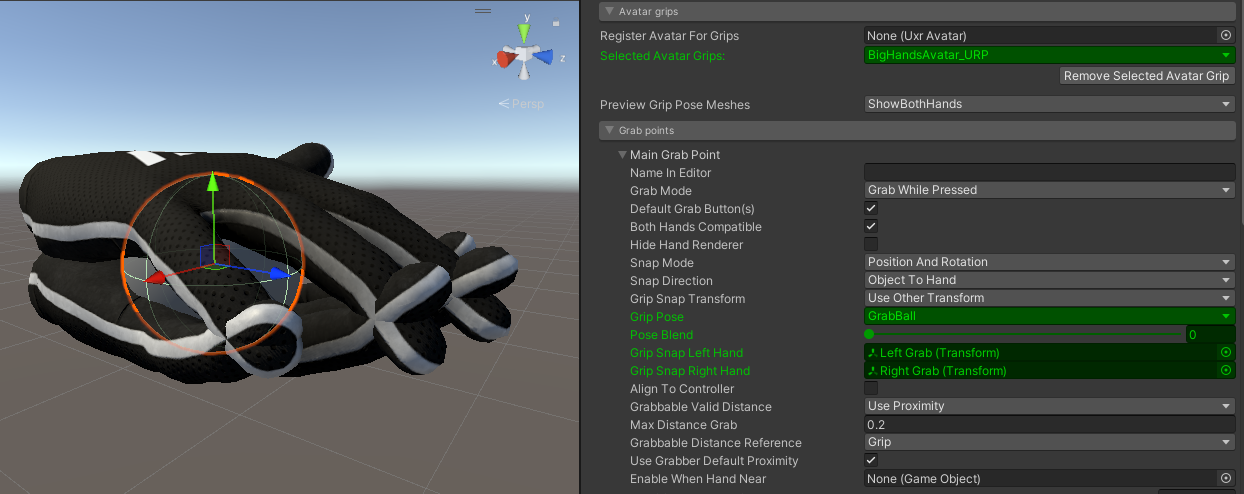 y
x
z
Persp
Avatar grips
Register Avatar For Grips None (Uxr Avatar)
Selected Avatar Grips: BigHandsAvatar_URP
Remove Selected Avatar Grip
Preview Grip Pose Meshes ShowBothHands
Grab points
Main Grab Point
Name In Editor
Grab Mode Grab While Pressed
Default Grab Button(s)
Both Hands Compatible
Hide Hand Renderer
Snap Mode Position And Rotation
Snap Direction Object To Hand
Grip Snap Transform Use Other Transform
Grip Pose GrabBall
Pose Blend 0
Grip Snap Left Hand Left Grab (Transform)
Grip Snap Right Hand Right Grab (Transform)
Align To Controller
Grabbable Valid Distance Use Proximity
Max Distance Grab 0.2
Grabbable Distance Reference Grip
Use Grabber Default Proximity
Enable When Hand Near None (Game Object)